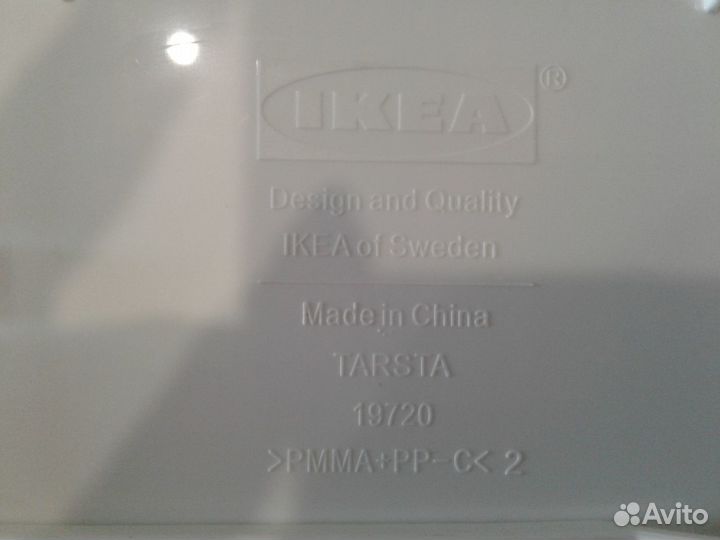 IKEA®
Design and Quality
IKEA of Sweden
Made in China
TARSTA
19720
>PMMA+PP-C< 2
Avito